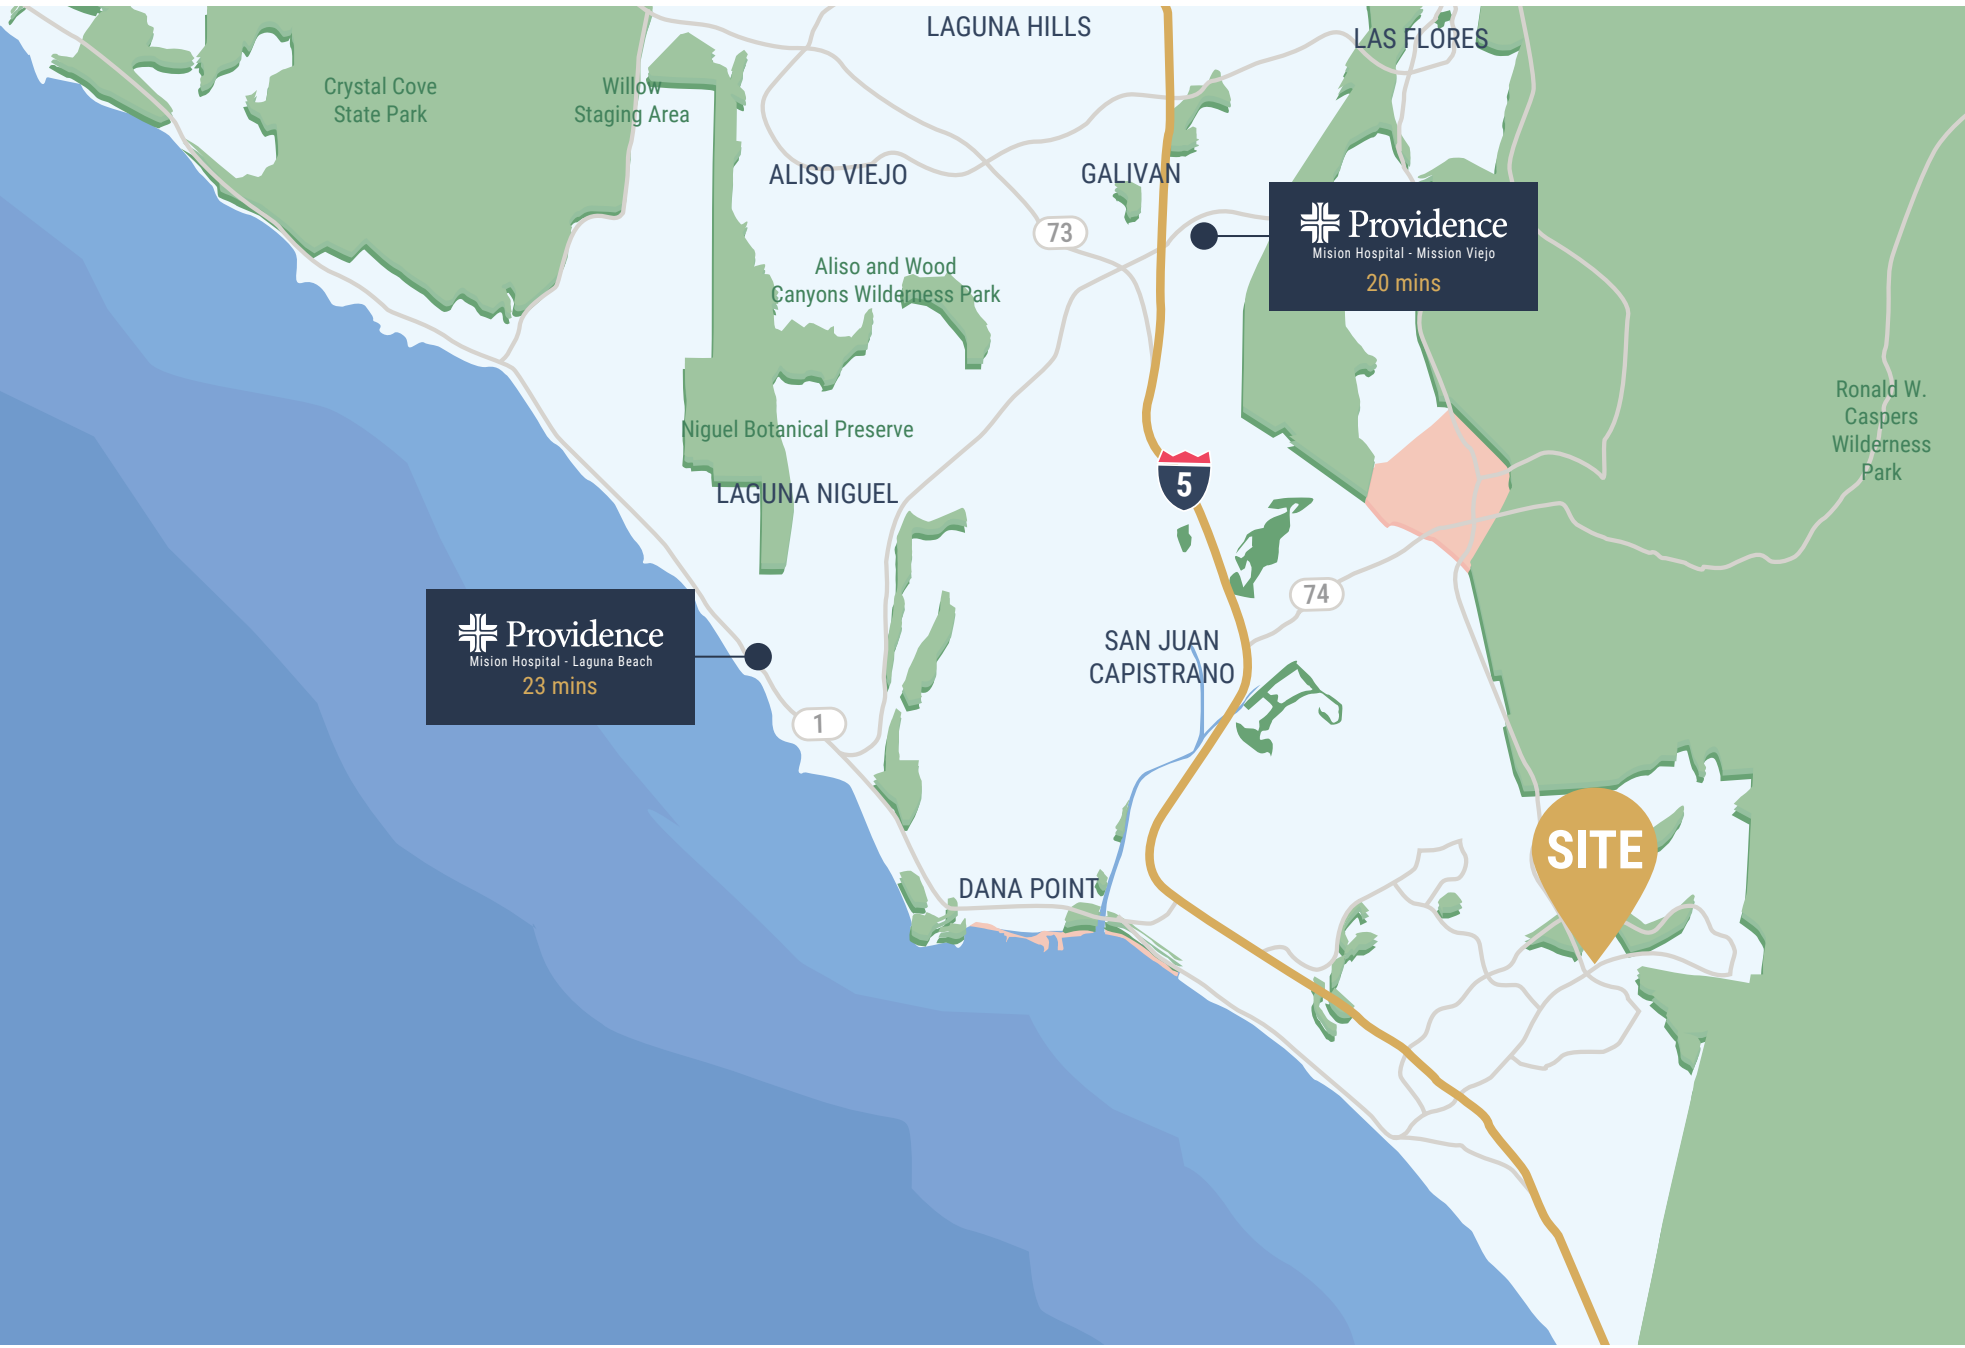 LAGUNA HILLS
LAS FLORES
Crystal Cove
State Park
Willow
Staging Area
ALISO VIEJO
GALIVAN
73
Providence
Mision Hospital - Mission Viejo
20 mins
Aliso and Wood
Canyons Wilderness Park
Ronald W.
Caspers
Wilderness
Park
Niguel Botanical Preserve
LAGUNA NIGUEL
5
74
Providence
Mision Hospital - Laguna Beach
23 mins
SAN JUAN
CAPISTRANO
1
SITE
DANA POINT